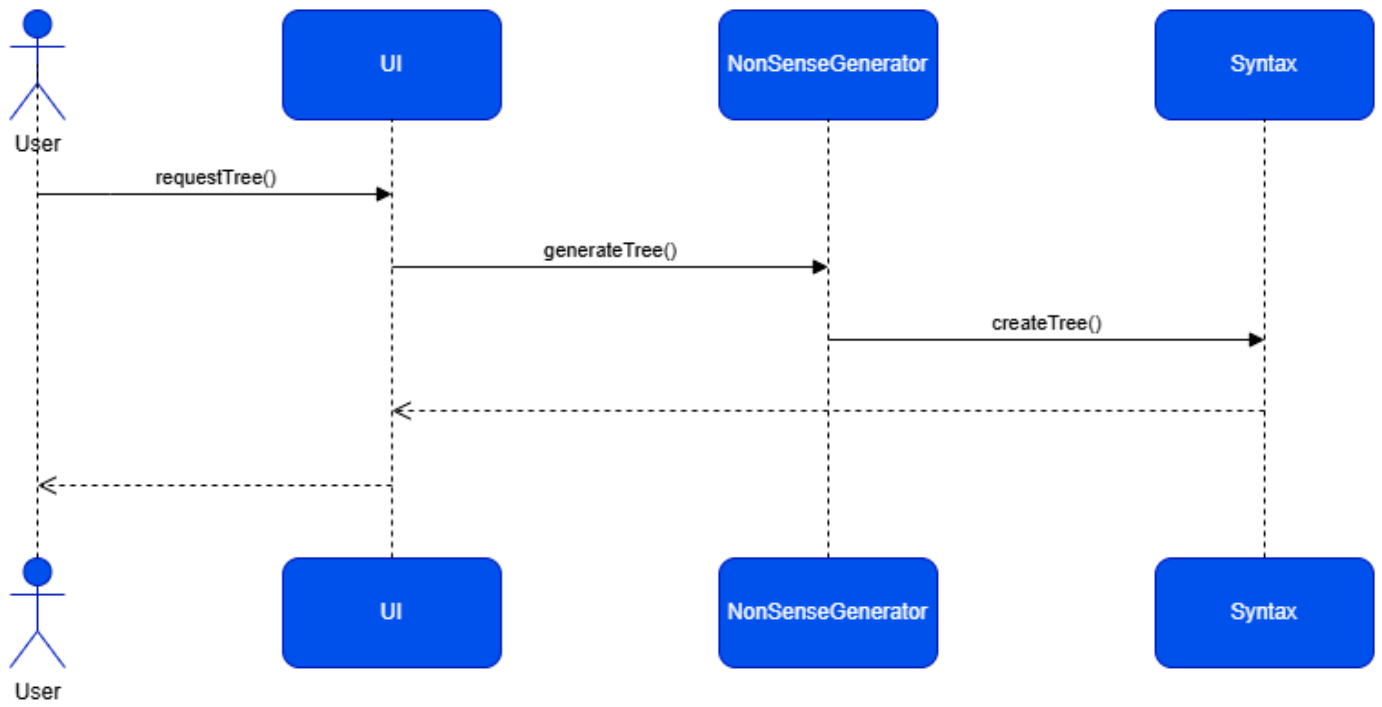 UI
NonSenseGenerator
Syntax
User
requestTree()
generateTree()
createTree()
UI
NonSenseGenerator
Syntax
User